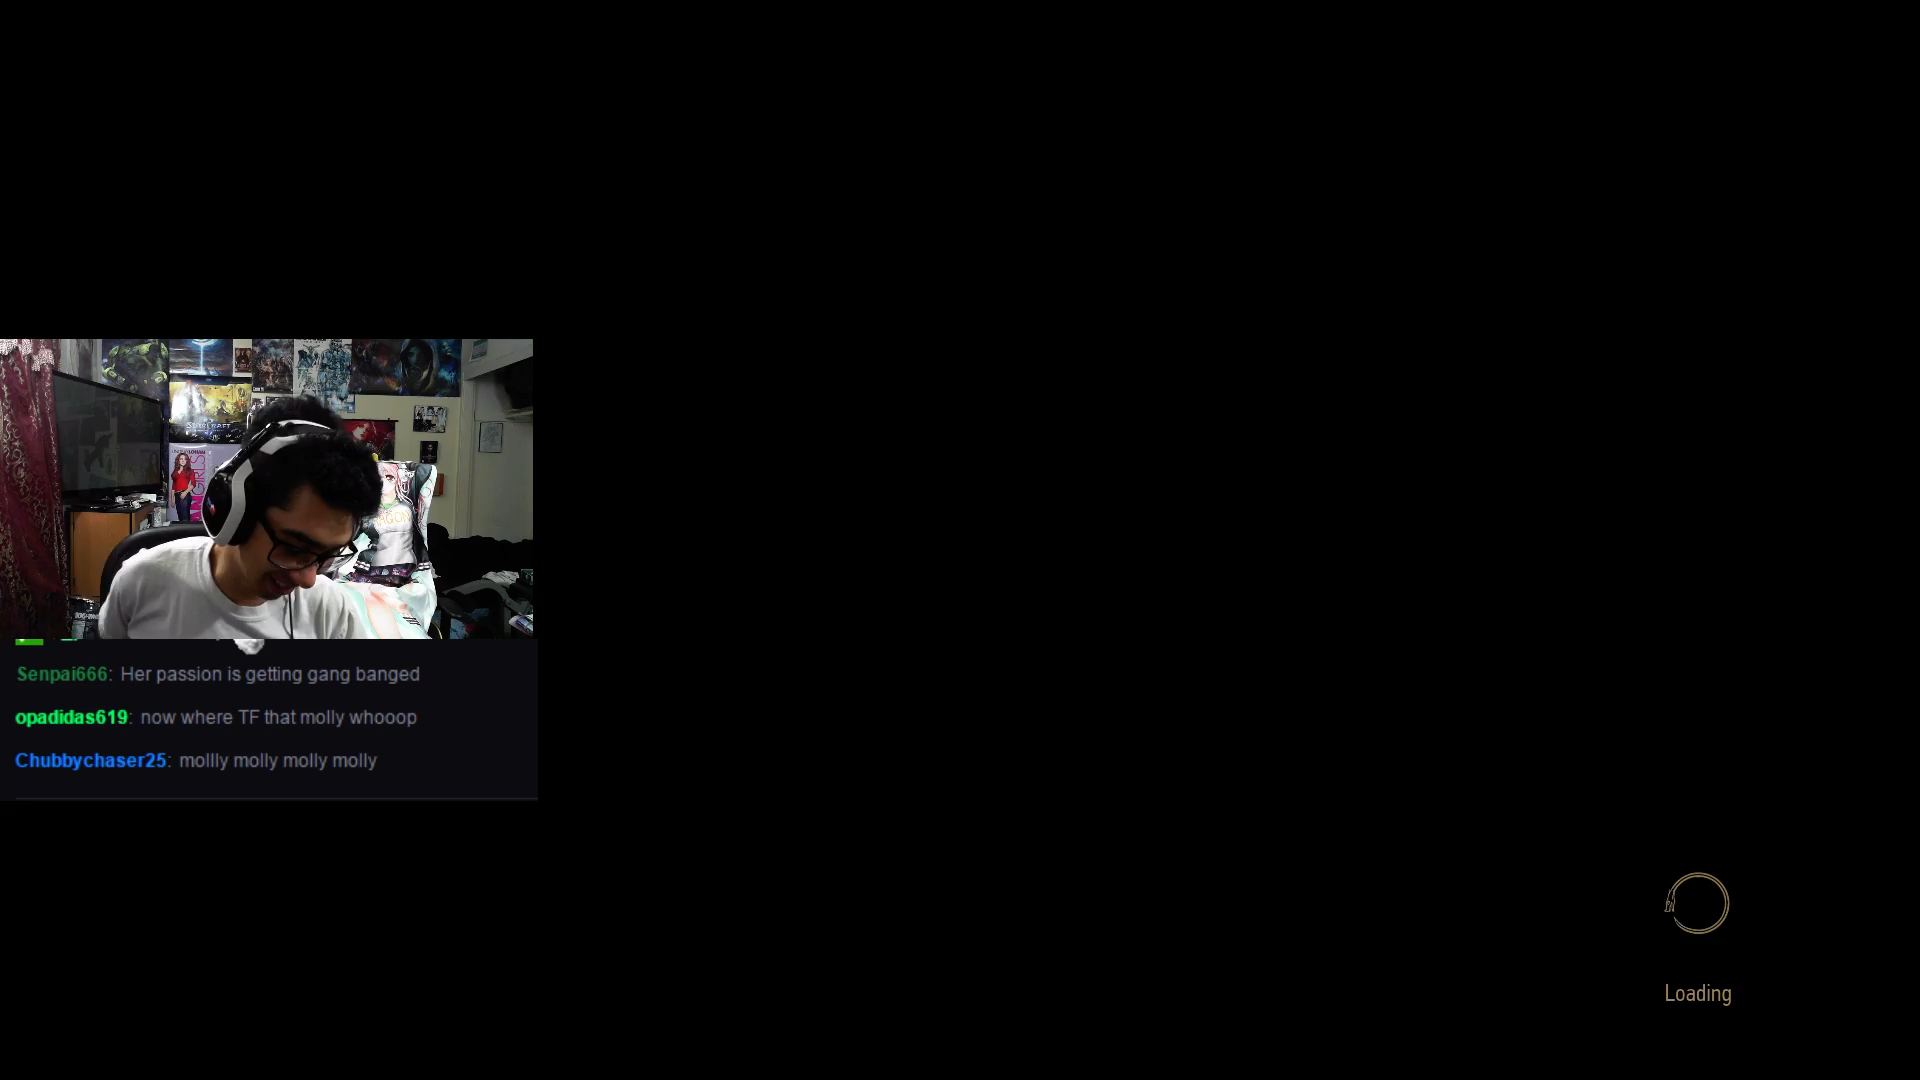 STARCRAFT
Senpai666: Her passion is getting gang banged
opadidas619: now where TF that molly whooop
Chubbychaser25: mollly molly molly molly
Loading